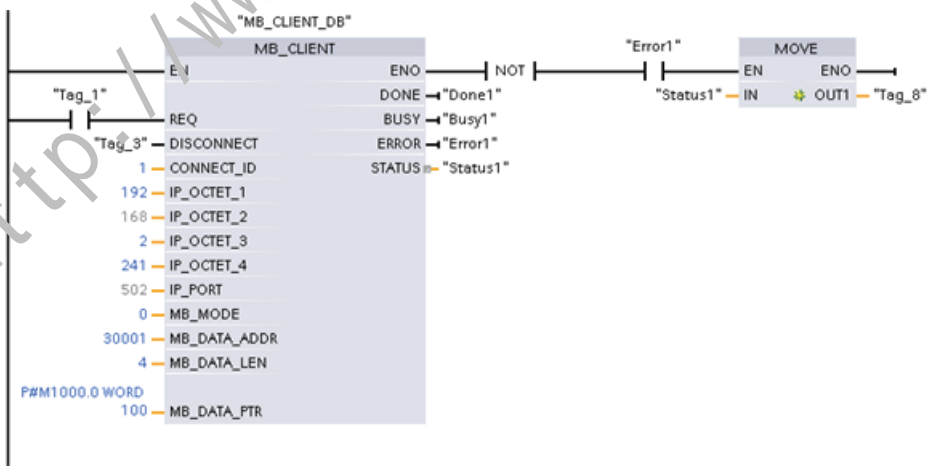 "MB_CLIENT_DB"
MB_CLIENT
EN ENO NOT "Error1" MOVE EN ENO
"Tag_1" DONE "Done1" "Status1" IN OUT1 "Tag_8"
REQ BUSY "Busy1"
"Tag_3" DISCONNECT ERROR "Error1"
1 CONNECT_ID STATUS "Status1"
192 IP_OCTET_1
168 IP_OCTET_2
2 IP_OCTET_3
241 IP_OCTET_4
502 IP_PORT
0 MB_MODE
30001 MB_DATA_ADDR
4 MB_DATA_LEN
P#M1000.0 WORD
100 MB_DATA_PTR
http://w